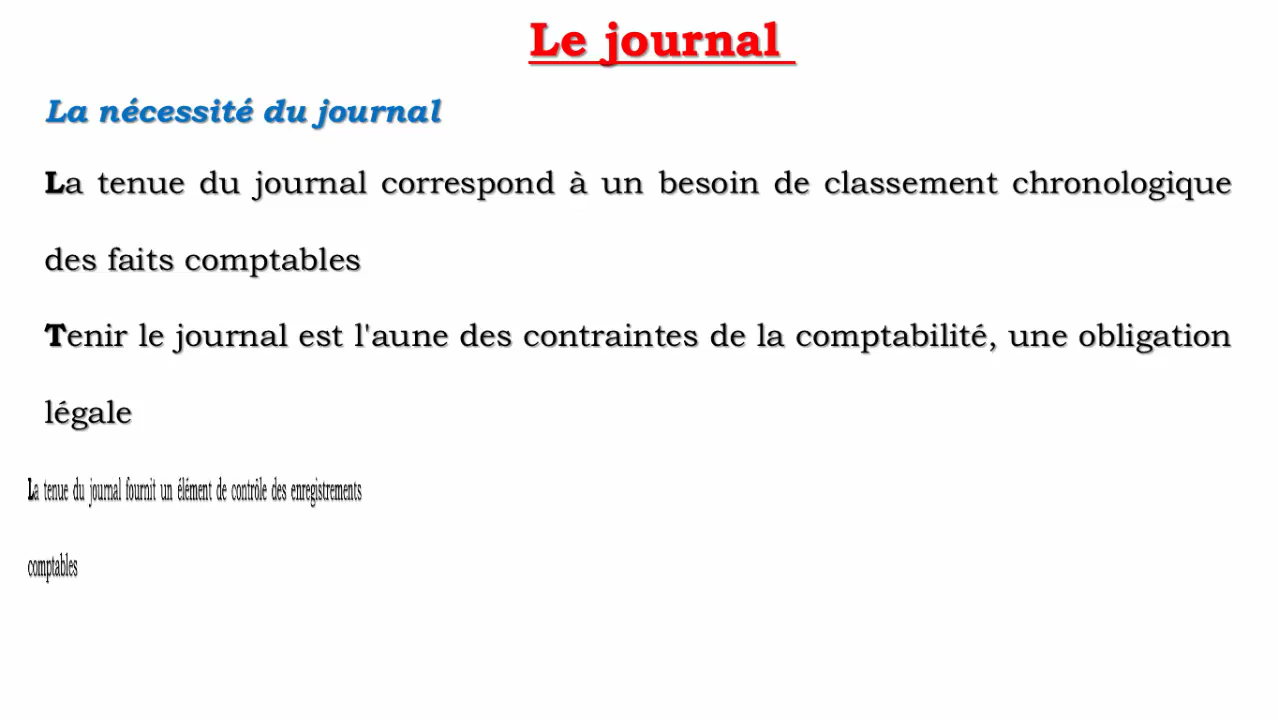 Le journal
La nécessité du journal
La tenue du journal correspond à un besoin de classement chronologique
des faits comptables
Tenir le journal est l'aune des contraintes de la comptabilité, une obligation
légale
La tenue du journal fournit un élément de contrôle des enregistrements
comptables